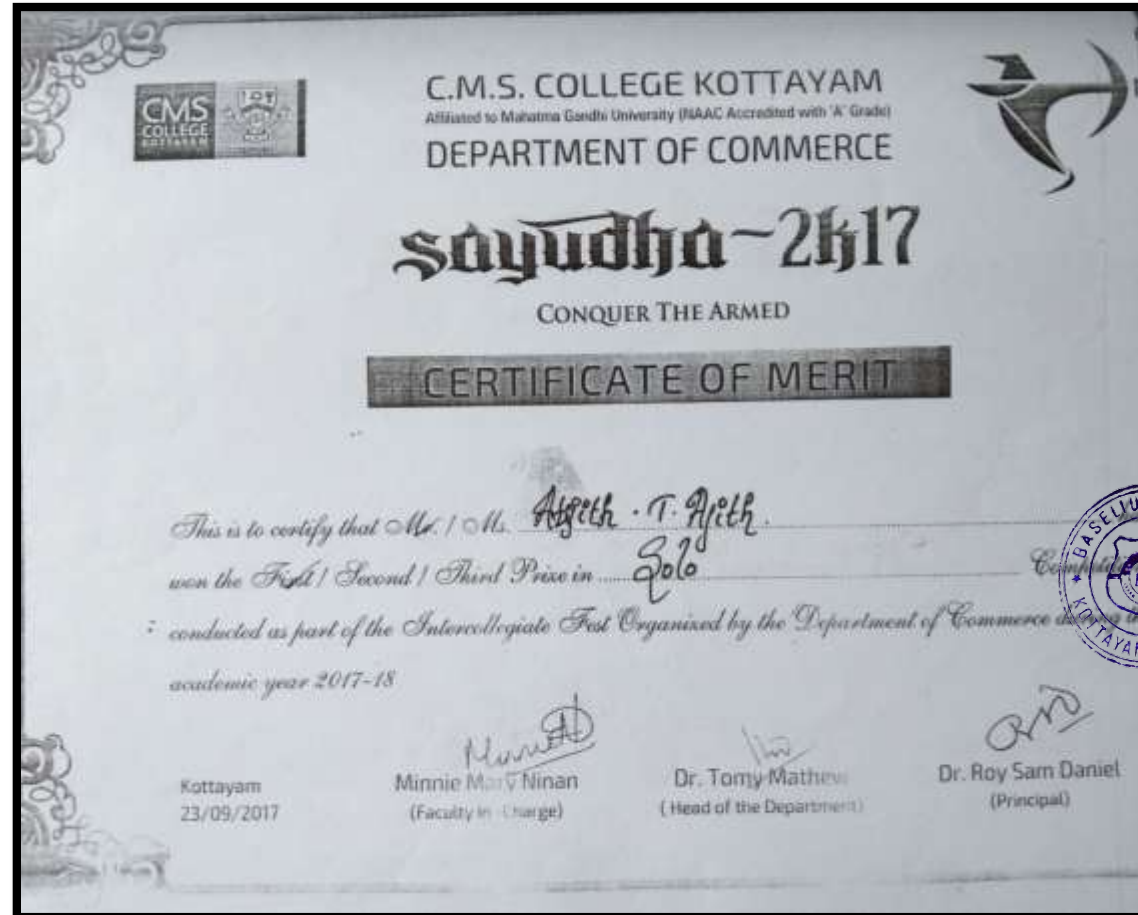 CMS
COLLEGE
KOTTAYAM
C.M.S. COLLEGE KOTTAYAM
Affiliated to Mahatma Gandhi University (NAAC Accredited with 'A' Grade)
DEPARTMENT OF COMMERCE
sayudha-2k17
CONQUER THE ARMED
CERTIFICATE OF MERIT
This is to certify that Mr. / Ms. T. Ajith
won the First / Second / Third Prize in Solo
conducted as part of the Intercollegiate Fest Organized by the Department of Commerce during
academic year 2017-18
BASELIU
KOTTAYAM
Kottayam
23/09/2017
Minnie Mary Ninan
(Faculty in -Charge)
Dr. Tomy Mathew
(Head of the Department)
Dr. Roy Sam Daniel
(Principal)